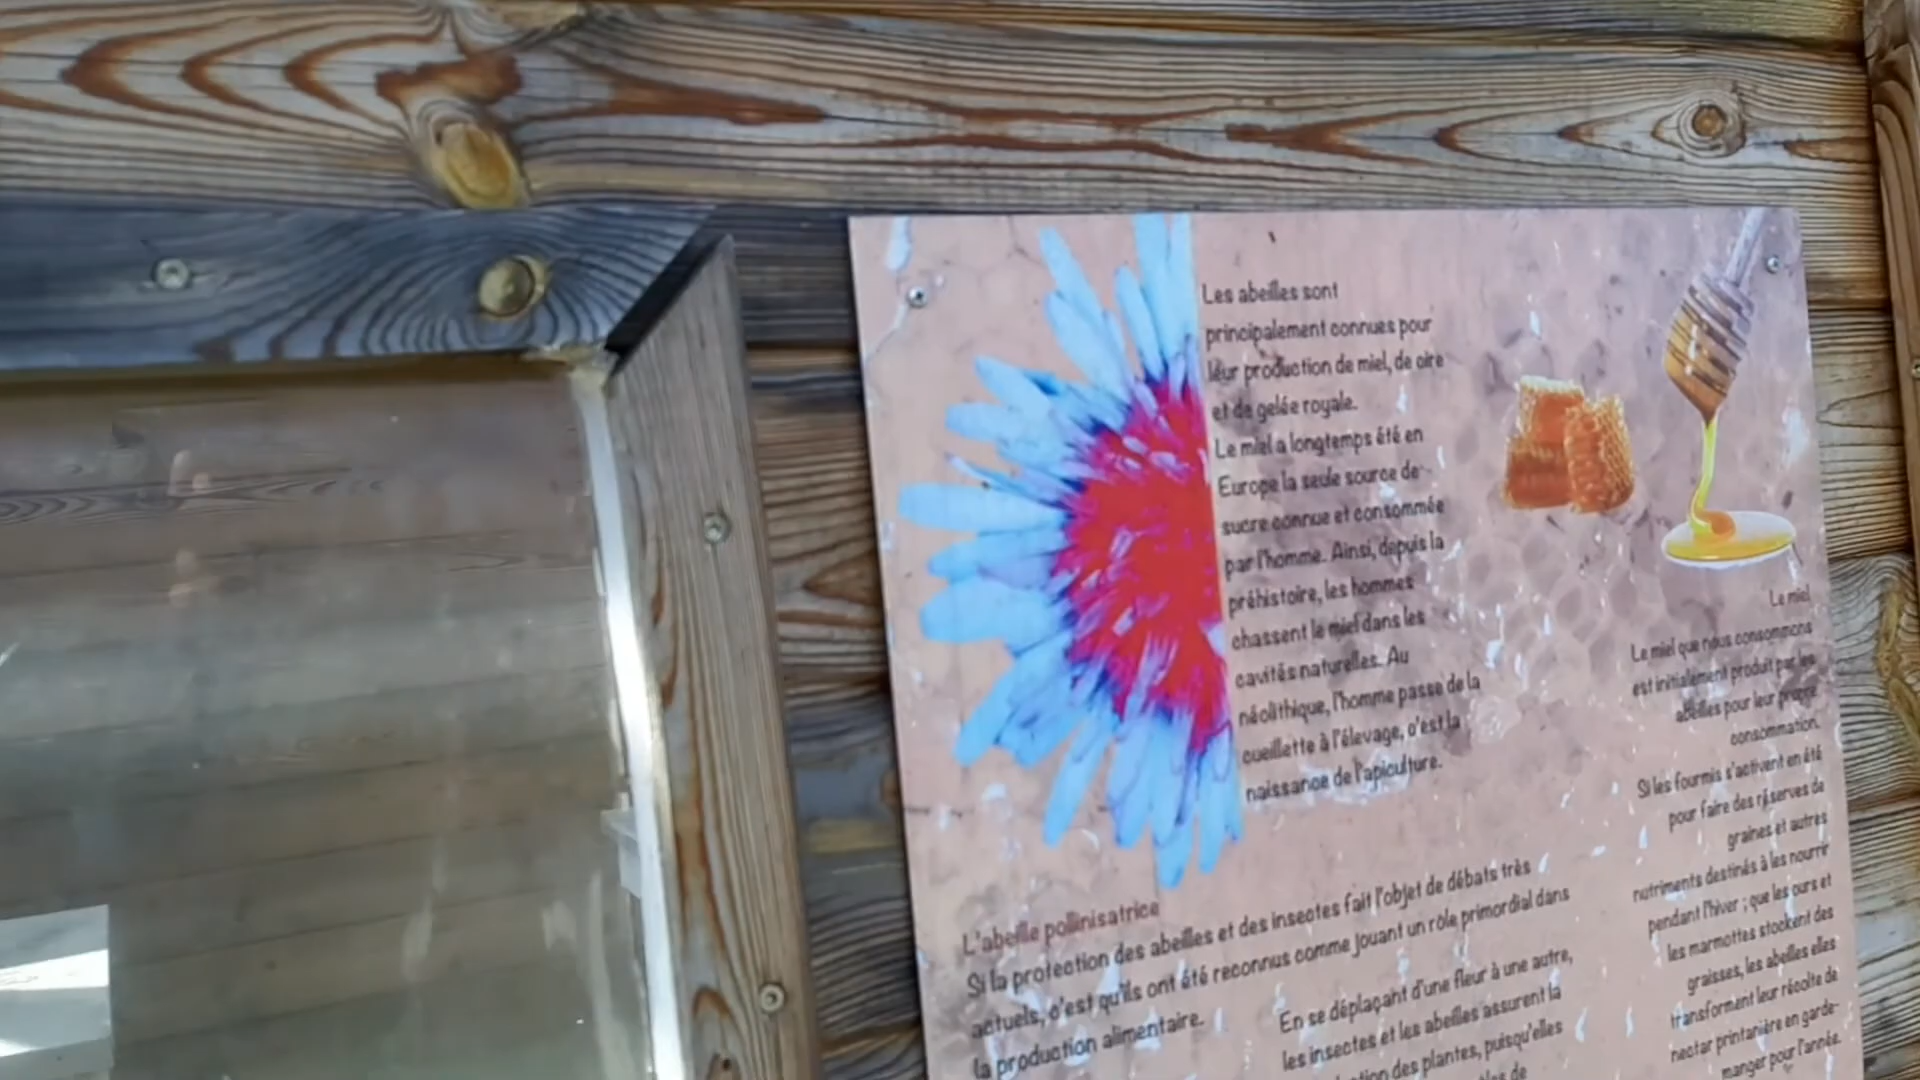 Les abeilles sont
principalement connues pour
leur production de miel, de cire
et de gelée royale.
Le miel a longtemps été en
Europe la seule source de
sucre connue et consommée
par l'homme. Ainsi, depuis la
préhistoire, les hommes
chassent le miel dans les
cavités naturelles. Au
néolithique, l'homme passe de la
cueillette à l'élevage, c'est la
naissance de l'apiculture.
Le miel
Le miel que nous consommons
est initialement produit par les
abeilles pour leur propre
consommation.
Si les fourmis s'activent en été
pour faire des réserves de
graines et autres
nutriments destinés à les nourrir
pendant l'hiver ; que les ours et
les marmottes stockent des
graisses, les abeilles elles
transforment leur récolte de
nectar printanière en garde-
manger pour l'année.
L'abeille pollinisatrice
Si la protection des abeilles et des insectes fait l'objet de débats très
actuels, c'est qu'ils ont été reconnus comme jouant un rôle primordial dans
la production alimentaire.
En se déplaçant d'une fleur à une autre,
les insectes et les abeilles assurent la
des plantes, puisqu'elles
de